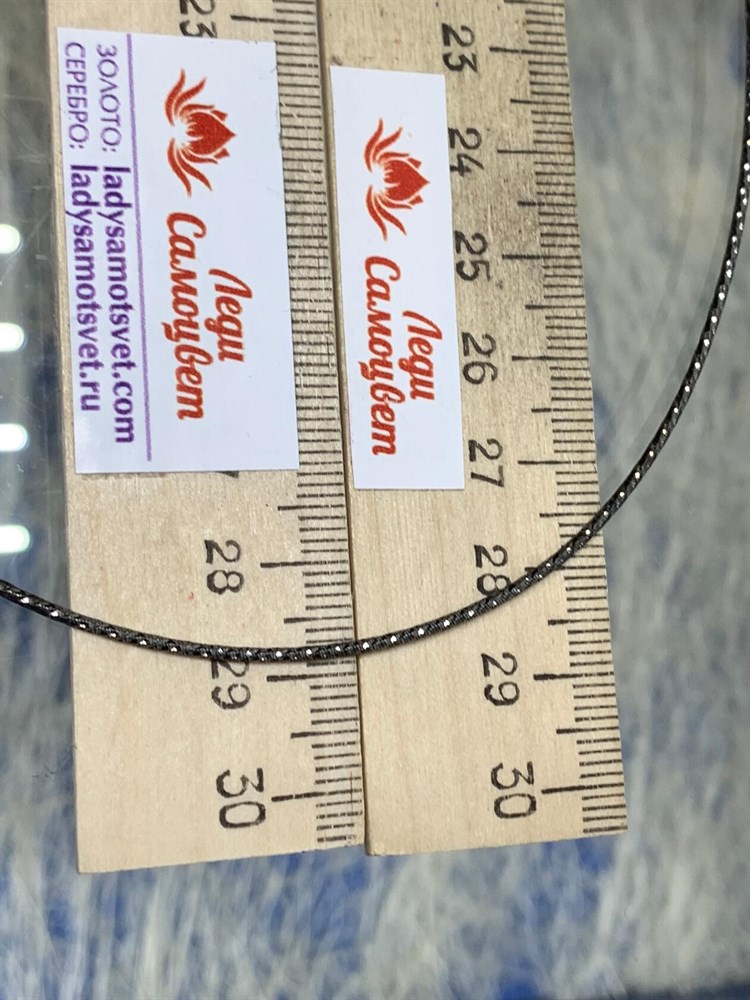 ЗОЛОТО: ladysamotsvet.com
СЕРЕБРО: ladysamotsvet.ru
Леди
Самоцвет
Леди
Самоцвет
23
28
29
30
23
24
25
26
27
28
29
30